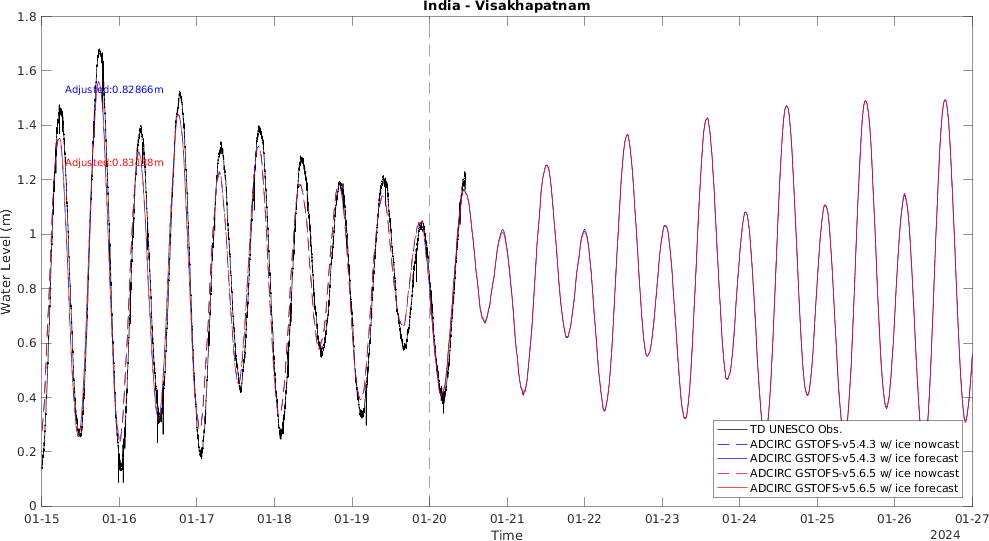 India - Visakhapatnam
1.8
1.6
1.4
1.2
1
0.8
0.6
0.4
0.2
0
Water Level (m)
Adjusted:0.82866m
TD UNESCO Obs.
ADCIRC GSTOFS-v5.4.3 w/ ice nowcast
ADCIRC GSTOFS-v5.4.3 w/ ice forecast
ADCIRC GSTOFS-v5.6.5 w/ ice nowcast
ADCIRC GSTOFS-v5.6.5 w/ ice forecast
01-15 01-16 01-17 01-18 01-19 01-20 01-21 01-22 01-23 01-24 01-25 01-26 01-27
Time
2024